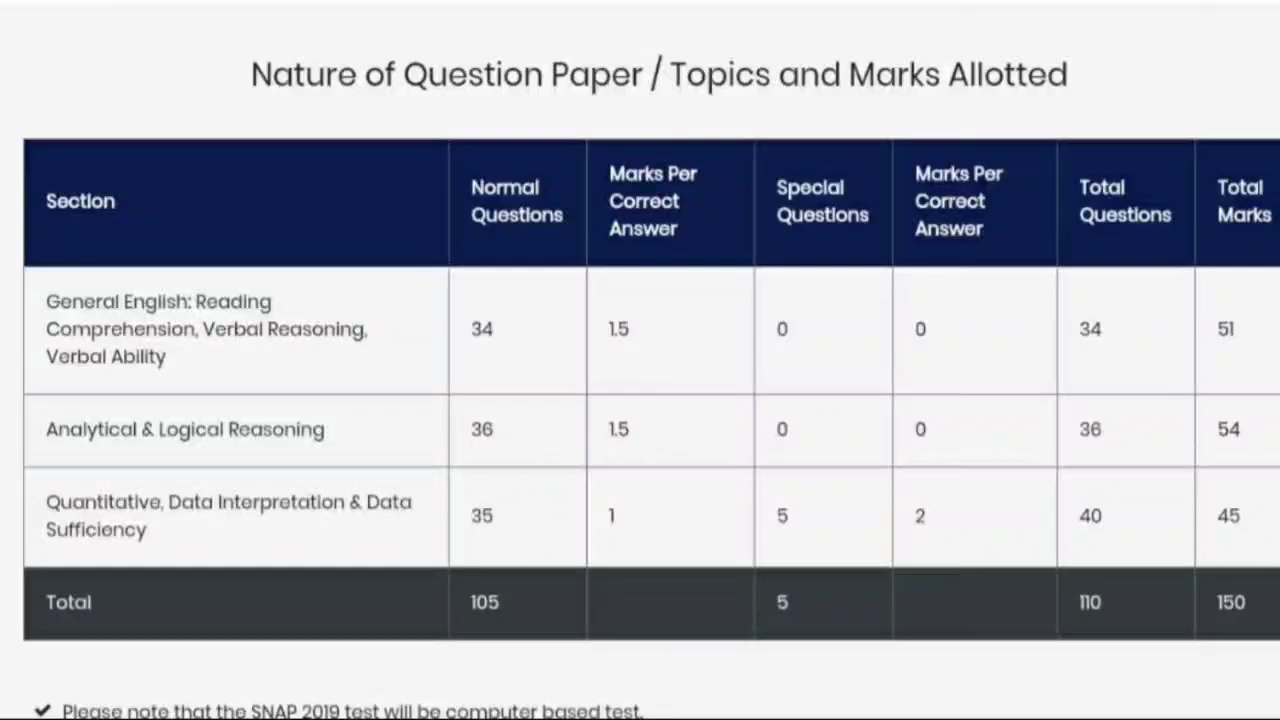 Nature of Question Paper / Topics and Marks Allotted
Section Normal Questions Marks Per Correct Answer Special Questions Marks Per Correct Answer Total Questions Total Marks
General English: Reading Comprehension, Verbal Reasoning, Verbal Ability 34 1.5 0 0 34 51
Analytical & Logical Reasoning 36 1.5 0 0 36 54
Quantitative, Data Interpretation & Data Sufficiency 35 1 5 2 40 45
Total 105 5 110 150
✔ Please note that the SNAP 2019 test will be computer based test.